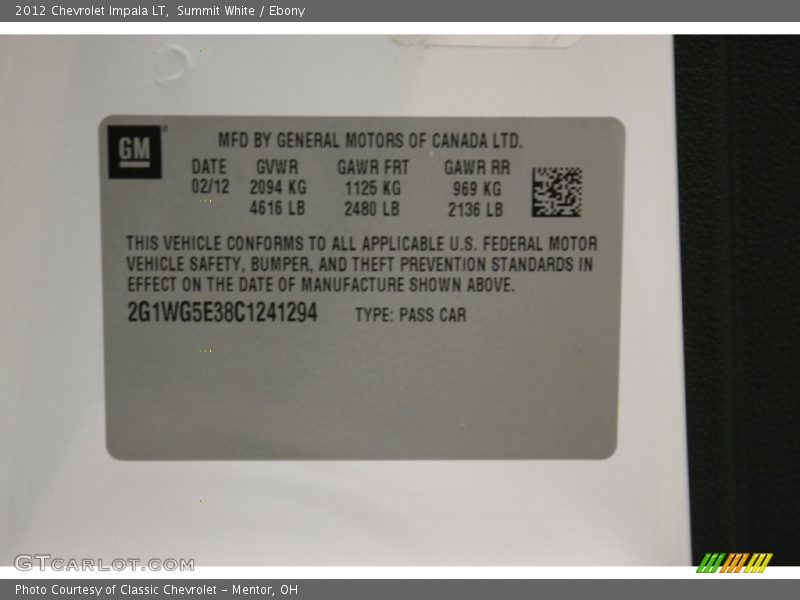 2012 Chevrolet Impala LT, Summit White / Ebony
GM
MFD BY GENERAL MOTORS OF CANADA LTD.
DATE GVWR GAWR FRT GAWR RR
02/12 2094 KG 1125 KG 969 KG
4616 LB 2480 LB 2136 LB
THIS VEHICLE CONFORMS TO ALL APPLICABLE U.S. FEDERAL MOTOR
VEHICLE SAFETY, BUMPER, AND THEFT PREVENTION STANDARDS IN
EFFECT ON THE DATE OF MANUFACTURE SHOWN ABOVE.
2G1WG5E38C1241294 TYPE: PASS CAR
GTCARLOT.COM
Photo Courtesy of Classic Chevrolet - Mentor, OH